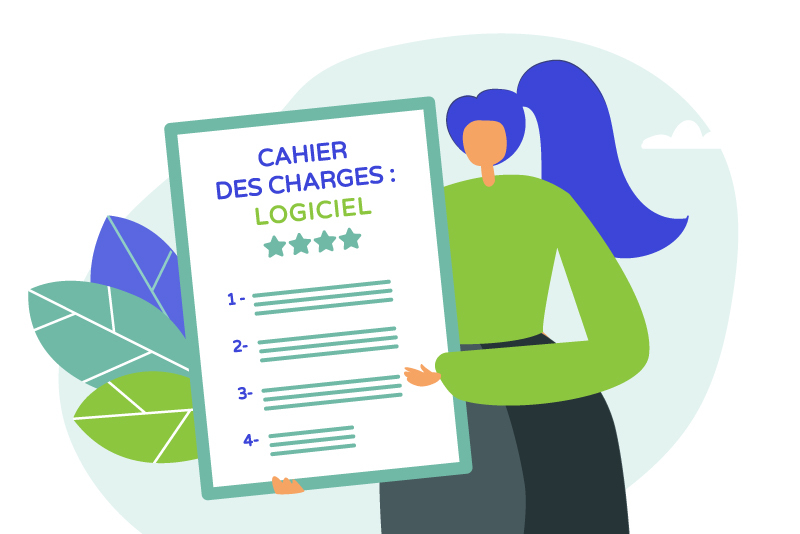 CAHIER
DES CHARGES :
LOGICIEL
1-
2-
3-
4-